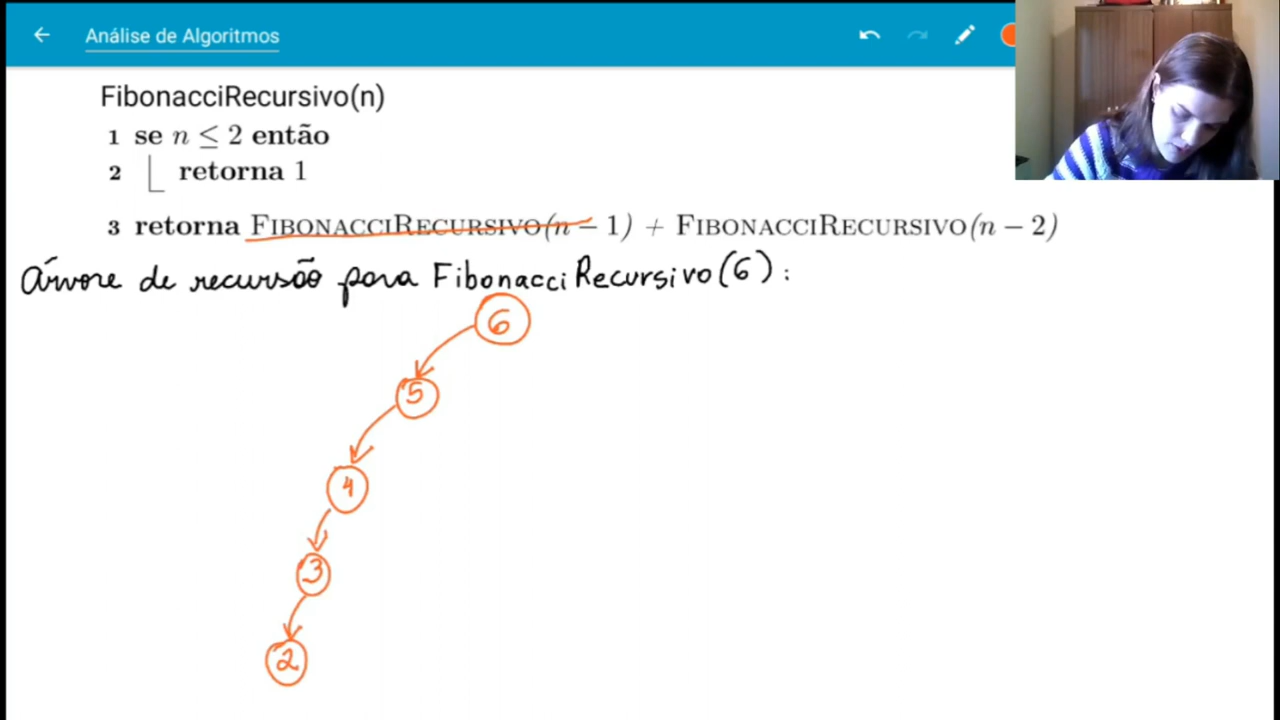 Análise de Algoritmos
FibonacciRecursivo(n)
1 se n ≤ 2 então
2 retorna 1
3 retorna FIBONACCIRECURSIVO(n − 1) + FIBONACCIRECURSIVO(n − 2)
Árvore de recursão para FibonacciRecursivo(6):
6
5
4
3
2